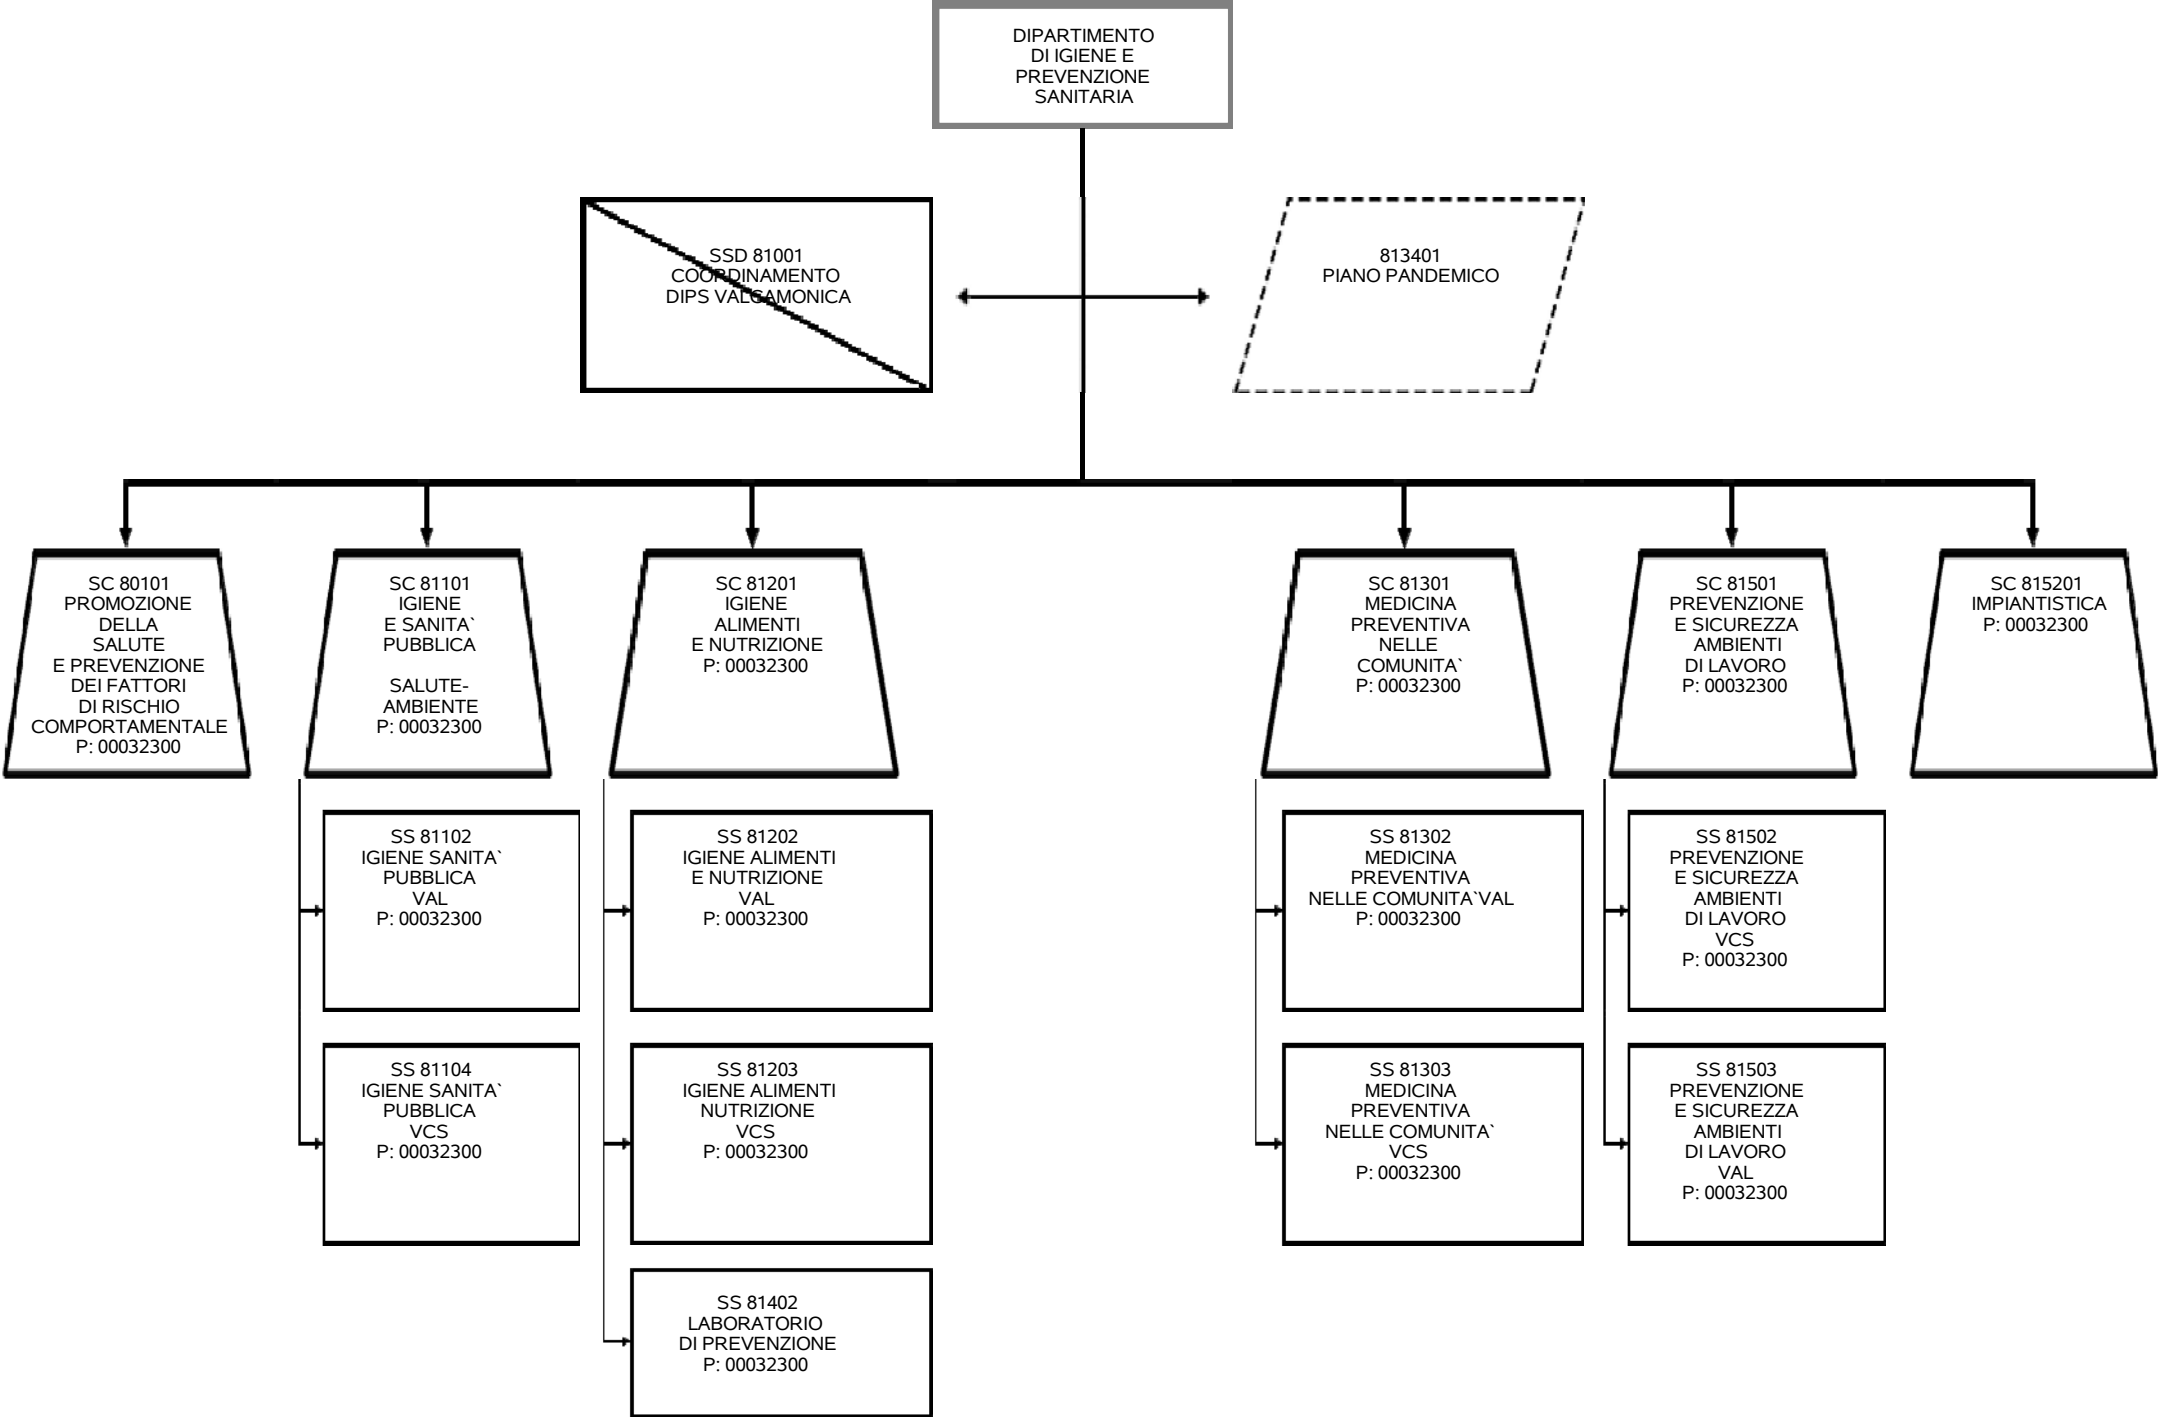 DIPARTIMENTO
DI IGIENE E
PREVENZIONE
SANITARIA
SSD 81001
COORDINAMENTO
DIPS VALCAMONICA
813401
PIANO PANDEMICO
SC 80101
PROMOZIONE
DELLA
SALUTE
E PREVENZIONE
DEI FATTORI
DI RISCHIO
COMPORTAMENTALE
P: 00032300
SC 81101
IGIENE
E SANITA`
PUBBLICA
SALUTE-
AMBIENTE
P: 00032300
SC 81201
IGIENE
ALIMENTI
E NUTRIZIONE
P: 00032300
SC 81301
MEDICINA
PREVENTIVA
NELLE
COMUNITA`
P: 00032300
SC 81501
PREVENZIONE
E SICUREZZA
AMBIENTI
DI LAVORO
P: 00032300
SC 815201
IMPIANTISTICA
P: 00032300
SS 81102
IGIENE SANITA`
PUBBLICA
VAL
P: 00032300
SS 81202
IGIENE ALIMENTI
E NUTRIZIONE
VAL
P: 00032300
SS 81302
MEDICINA
PREVENTIVA
NELLE COMUNITA`VAL
P: 00032300
SS 81502
PREVENZIONE
E SICUREZZA
AMBIENTI
DI LAVORO
VCS
P: 00032300
SS 81104
IGIENE SANITA`
PUBBLICA
VCS
P: 00032300
SS 81203
IGIENE ALIMENTI
NUTRIZIONE
VCS
P: 00032300
SS 81303
MEDICINA
PREVENTIVA
NELLE COMUNITA`
VCS
P: 00032300
SS 81503
PREVENZIONE
E SICUREZZA
AMBIENTI
DI LAVORO
VAL
P: 00032300
SS 81402
LABORATORIO
DI PREVENZIONE
P: 00032300